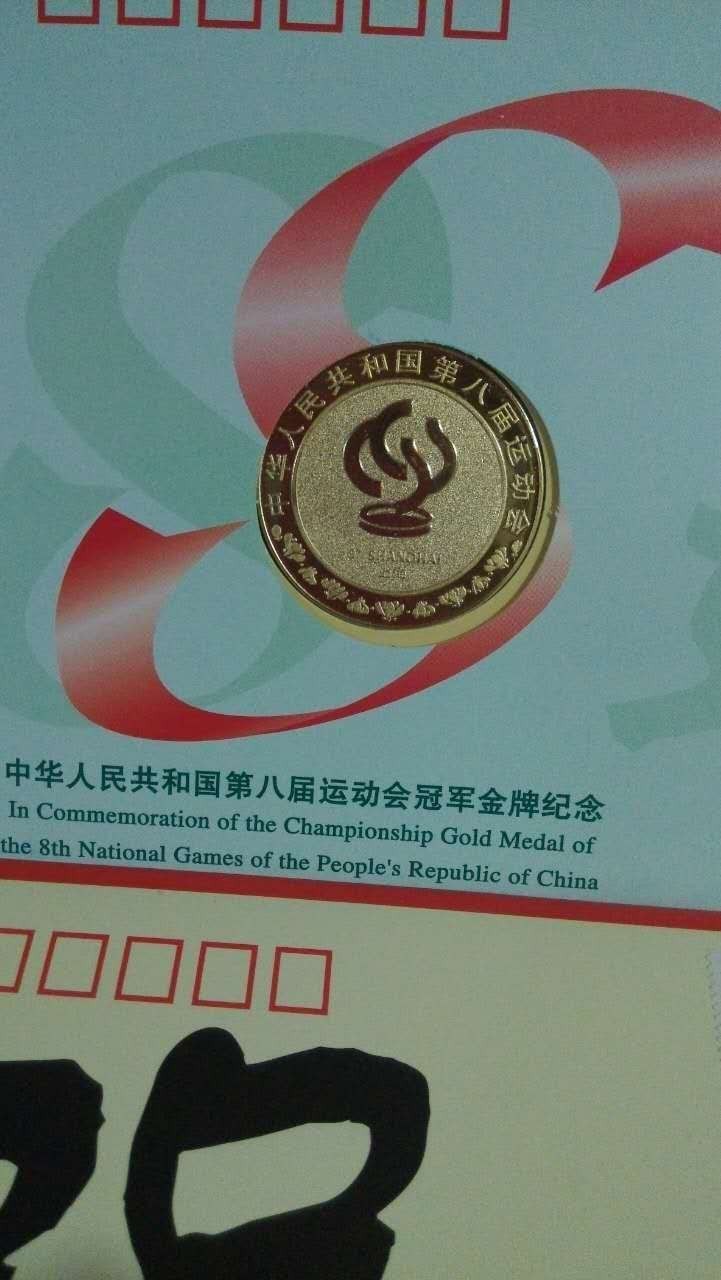 中华人民共和国第八届运动会
97 SHANGHAI
中华人民共和国第八届运动会冠军金牌纪念
In Commemoration of the Championship Gold Medal of
the 8th National Games of the People's Republic of China